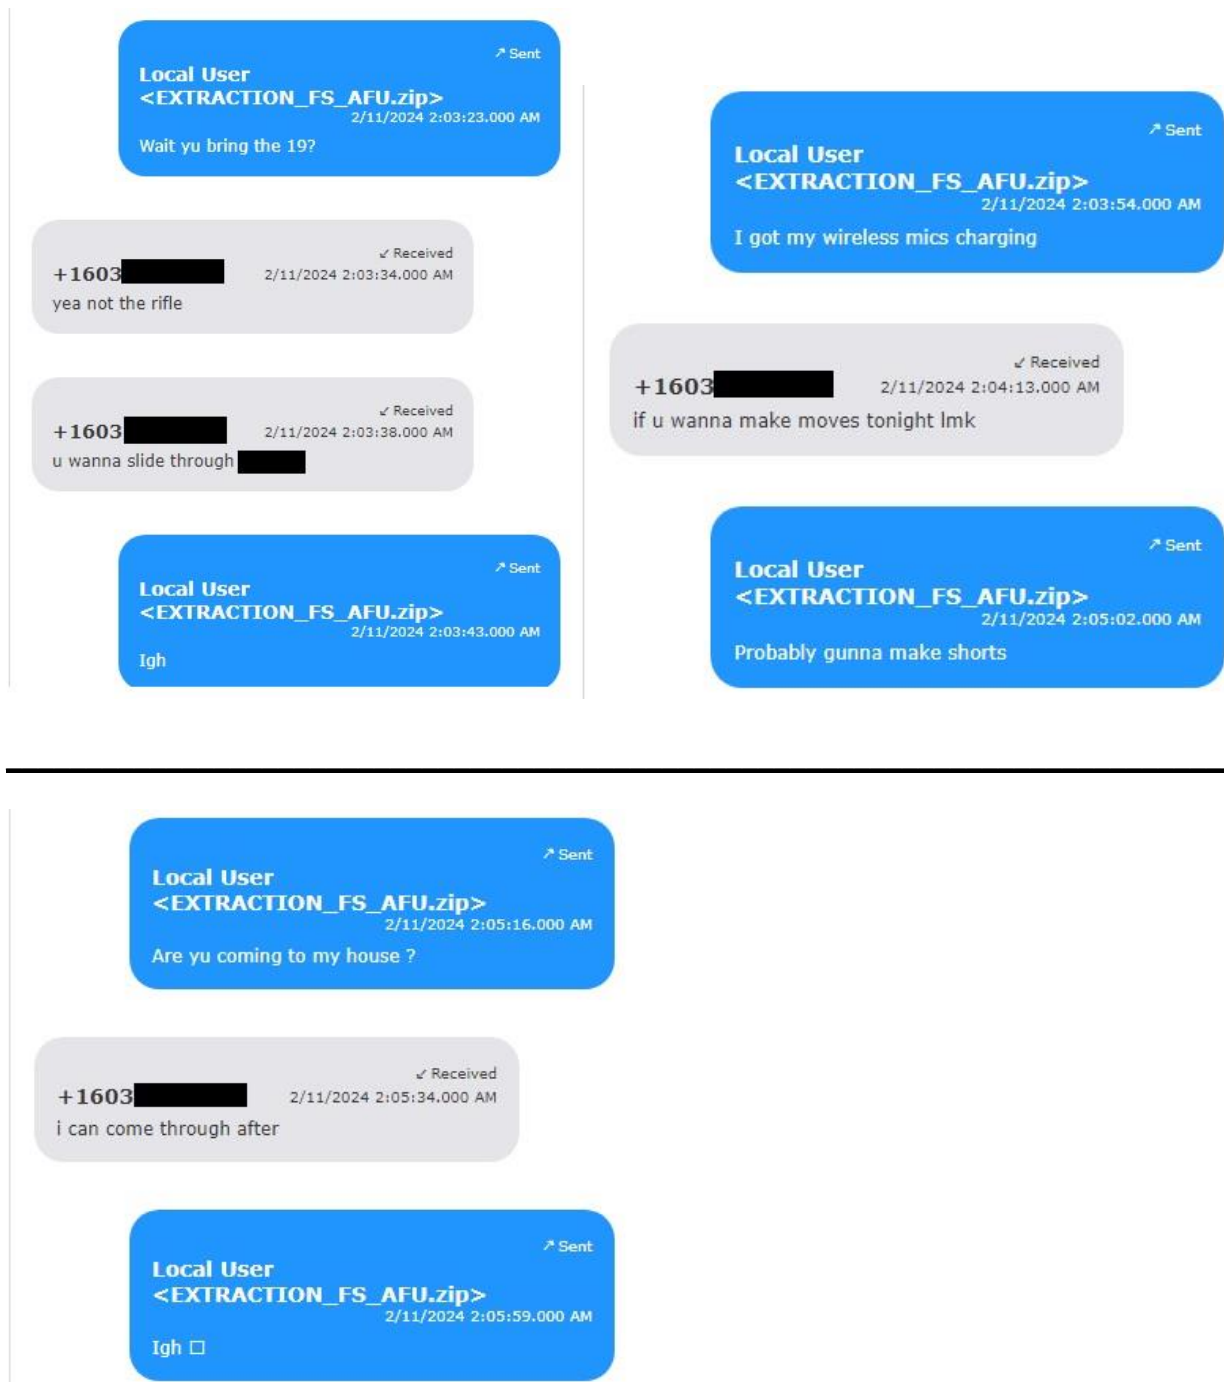 ↗ Sent
Local User
<EXTRACTION_FS_AFU.zip>
2/11/2024 2:03:23.000 AM
Wait yu bring the 19?
↙ Received
+1603
2/11/2024 2:03:34.000 AM
yea not the rifle
↙ Received
+1603
2/11/2024 2:03:38.000 AM
u wanna slide through
↗ Sent
Local User
<EXTRACTION_FS_AFU.zip>
2/11/2024 2:03:43.000 AM
Igh
↗ Sent
Local User
<EXTRACTION_FS_AFU.zip>
2/11/2024 2:03:54.000 AM
I got my wireless mics charging
↙ Received
+1603
2/11/2024 2:04:13.000 AM
if u wanna make moves tonight lmk
↗ Sent
Local User
<EXTRACTION_FS_AFU.zip>
2/11/2024 2:05:02.000 AM
Probably gunna make shorts
↗ Sent
Local User
<EXTRACTION_FS_AFU.zip>
2/11/2024 2:05:16.000 AM
Are yu coming to my house ?
↙ Received
+1603
2/11/2024 2:05:34.000 AM
i can come through after
↗ Sent
Local User
<EXTRACTION_FS_AFU.zip>
2/11/2024 2:05:59.000 AM
Igh □